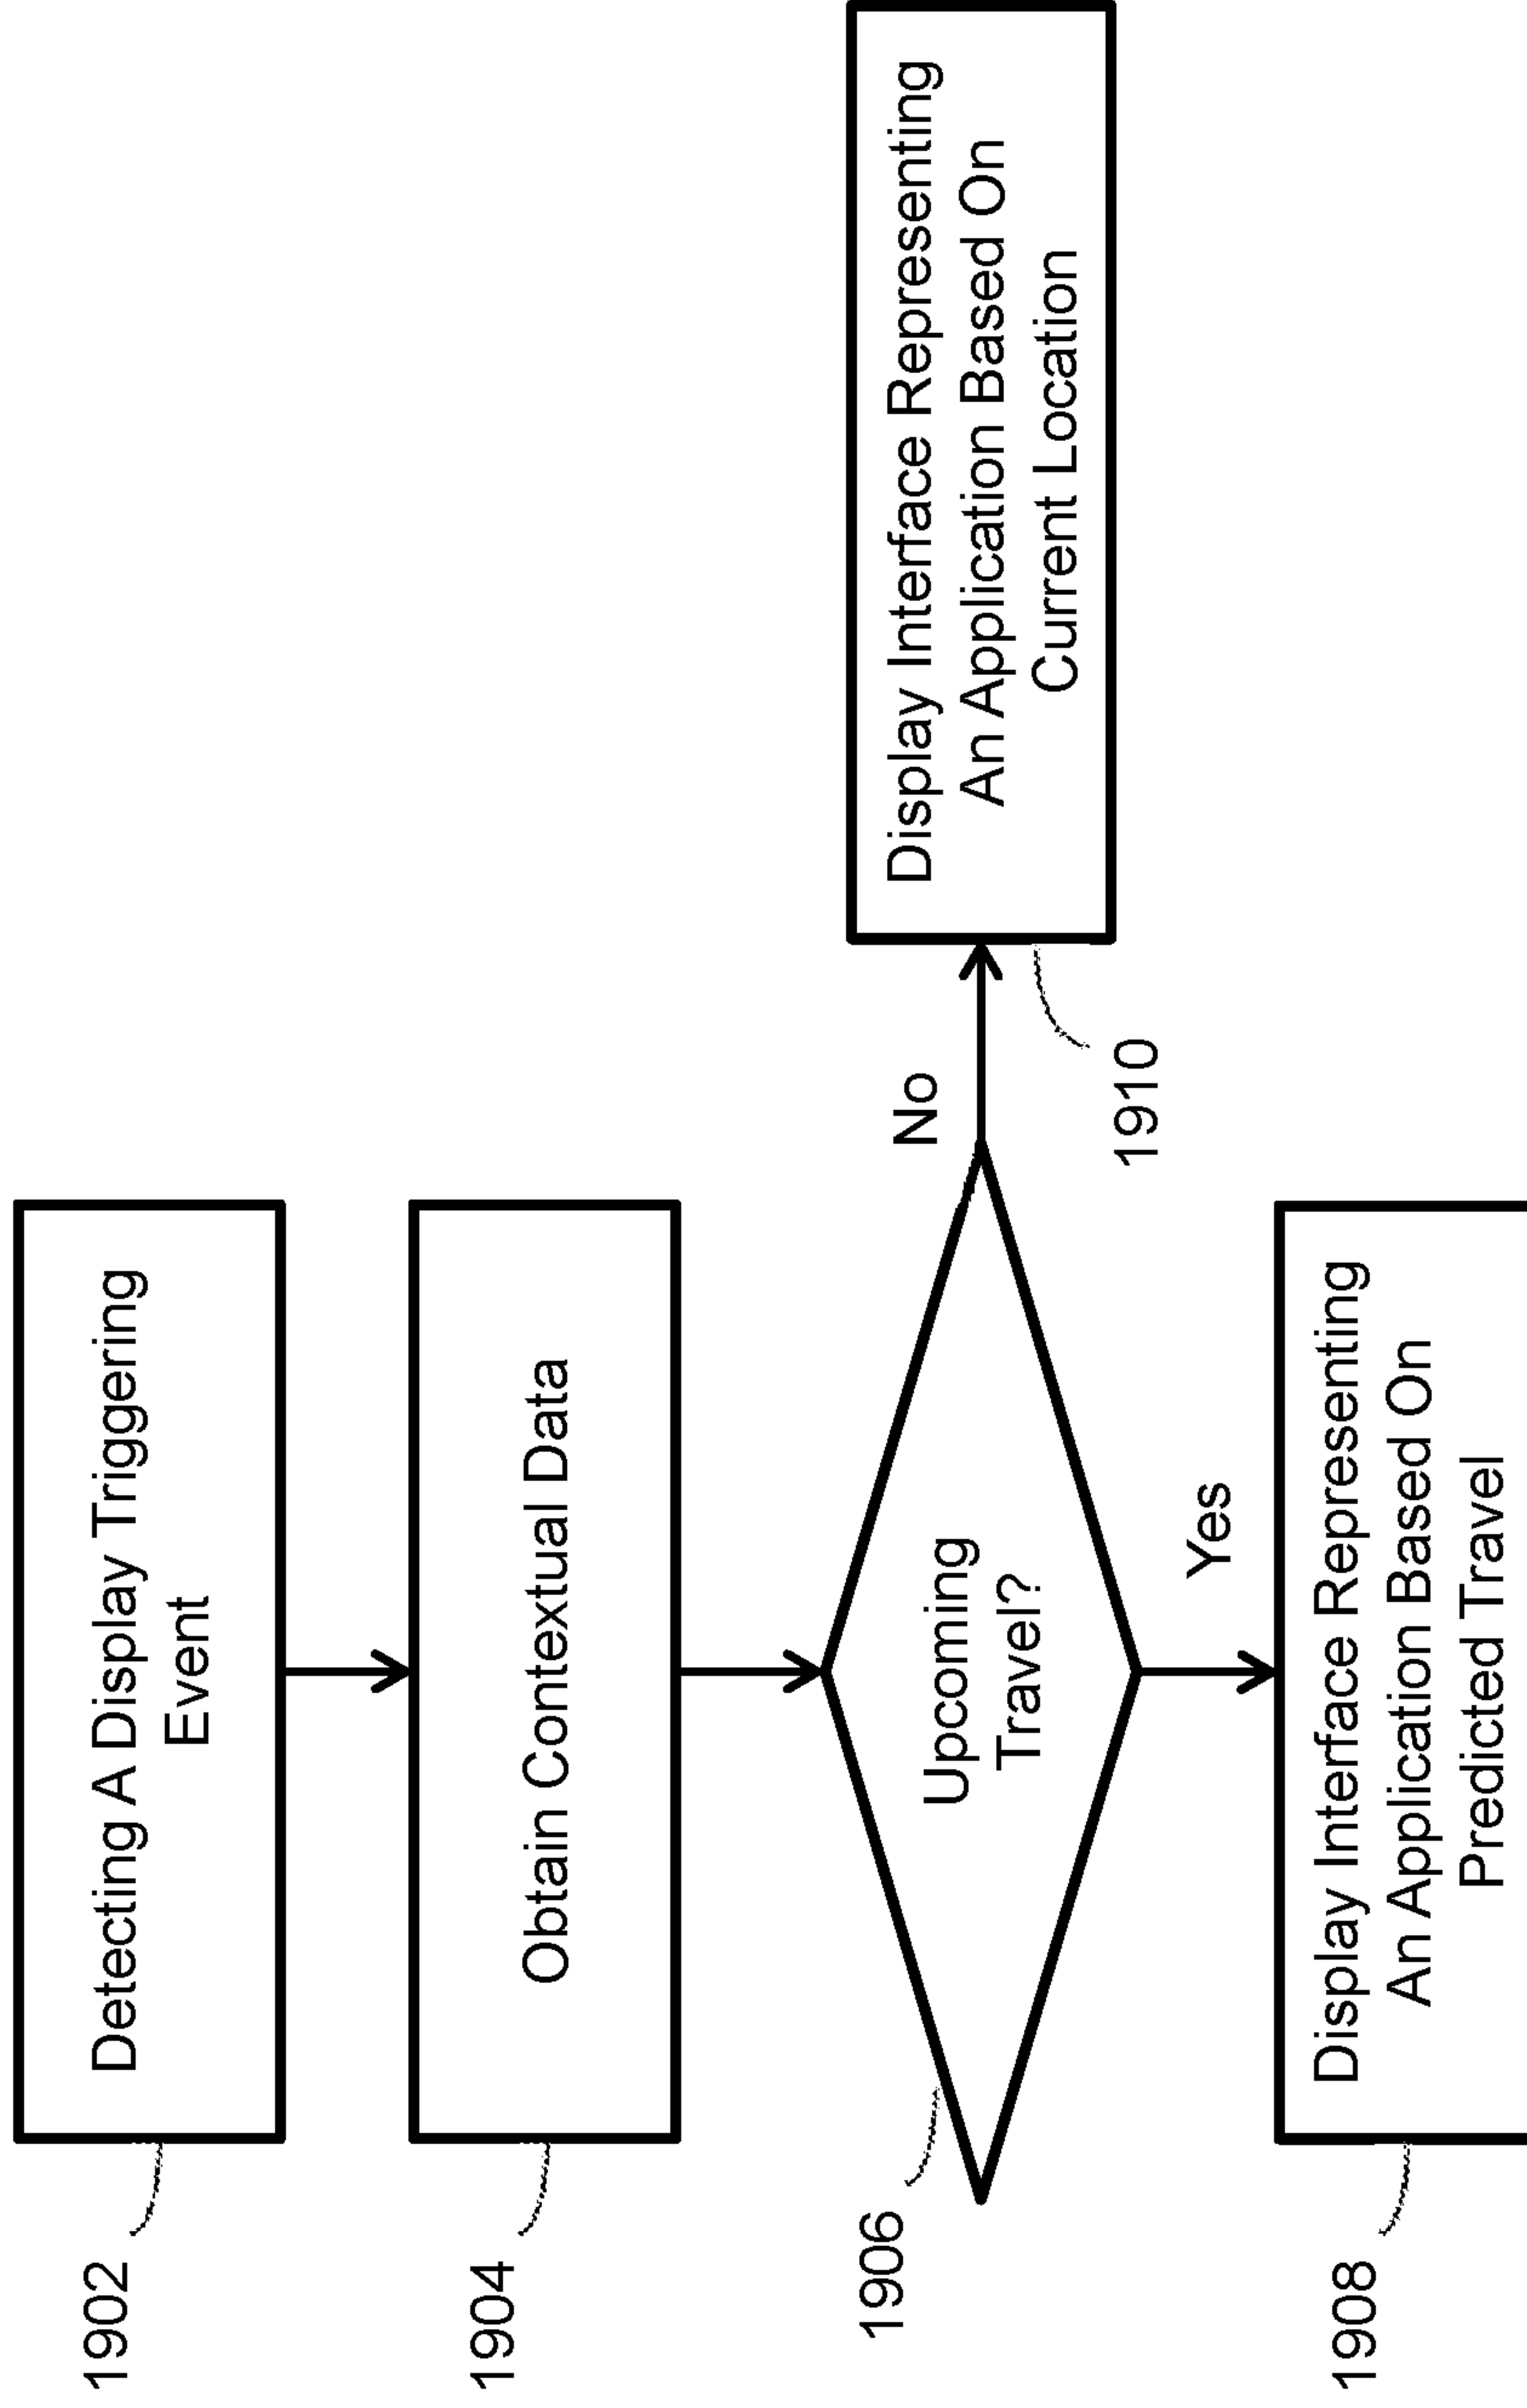 1902
Detecting A Display Triggering
Event
1904
Obtain Contextual Data
1906
Upcoming
Travel?
No
1910
Display Interface Representing
An Application Based On
Current Location
Yes
1908
Display Interface Representing
An Application Based On
Predicted Travel